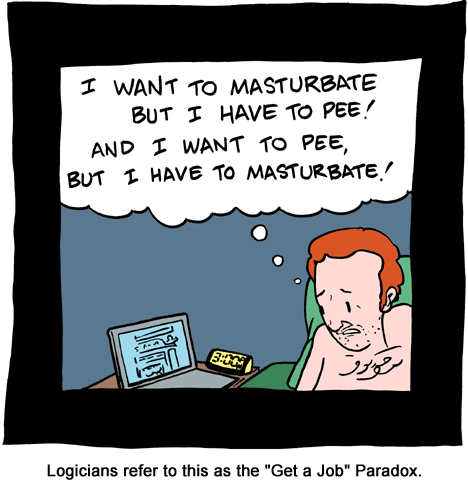 I WANT TO MASTURBATE
BUT I HAVE TO PEE!
AND I WANT TO PEE,
BUT I HAVE TO MASTURBATE!
Logicians refer to this as the "Get a Job" Paradox.